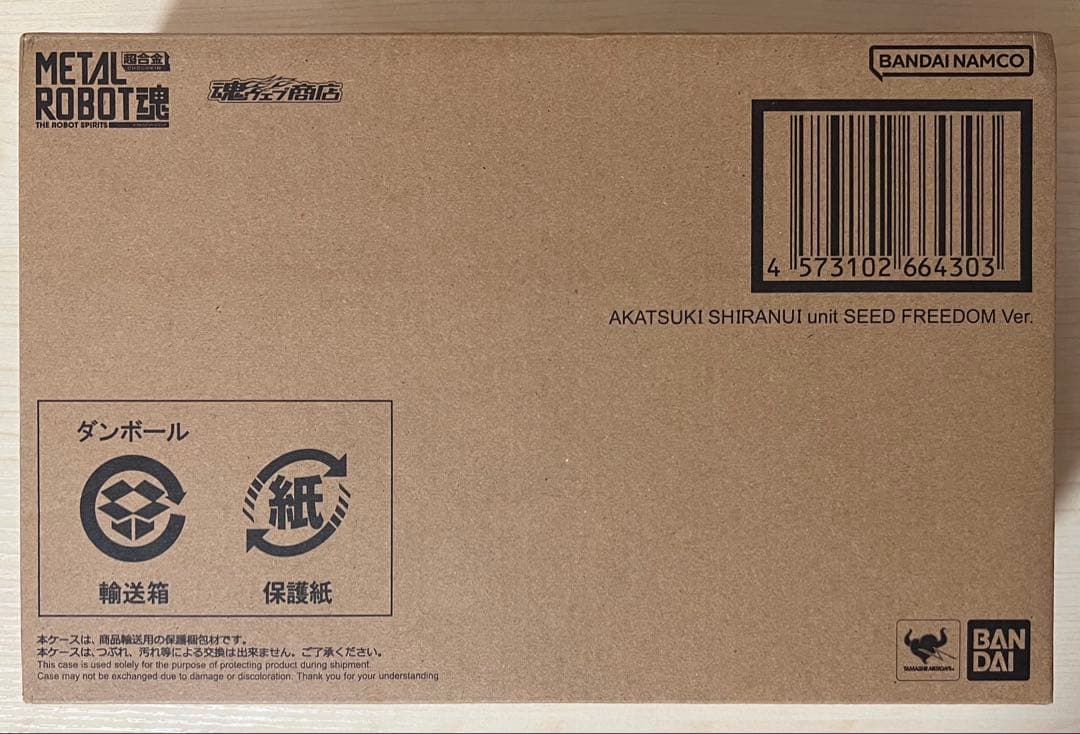 METAL 超合金
CHOGOKIN
ROBOT魂
THE ROBOT SPIRITS
魂ウェブ商店
BANDAI NAMCO
4 573102 664303
AKATSUKI SHIRANUI unit SEED FREEDOM Ver.
ダンボール
紙
輸送箱 保護紙
本ケースは、商品輸送用の保護梱包材です。
本ケースは、つぶれ、汚れ等による交換は出来ません。ご了承ください。
This case is used solely for the purpose of protecting product during shipment.
Case may not be exchanged due to damage or discoloration. Thank you for your understanding
TAMASHII NATIONS
BAN
DAI